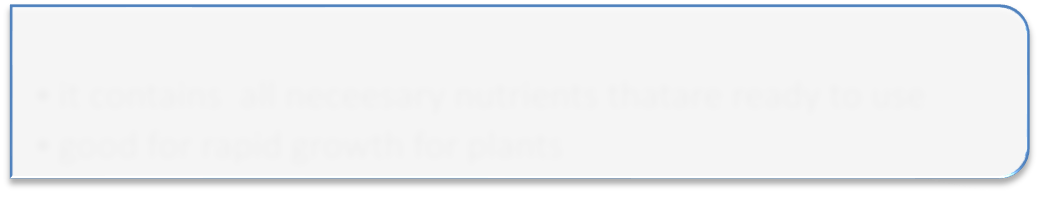 • it contains all necessary nutrients thatare ready to use
• good for rapid growth for plants